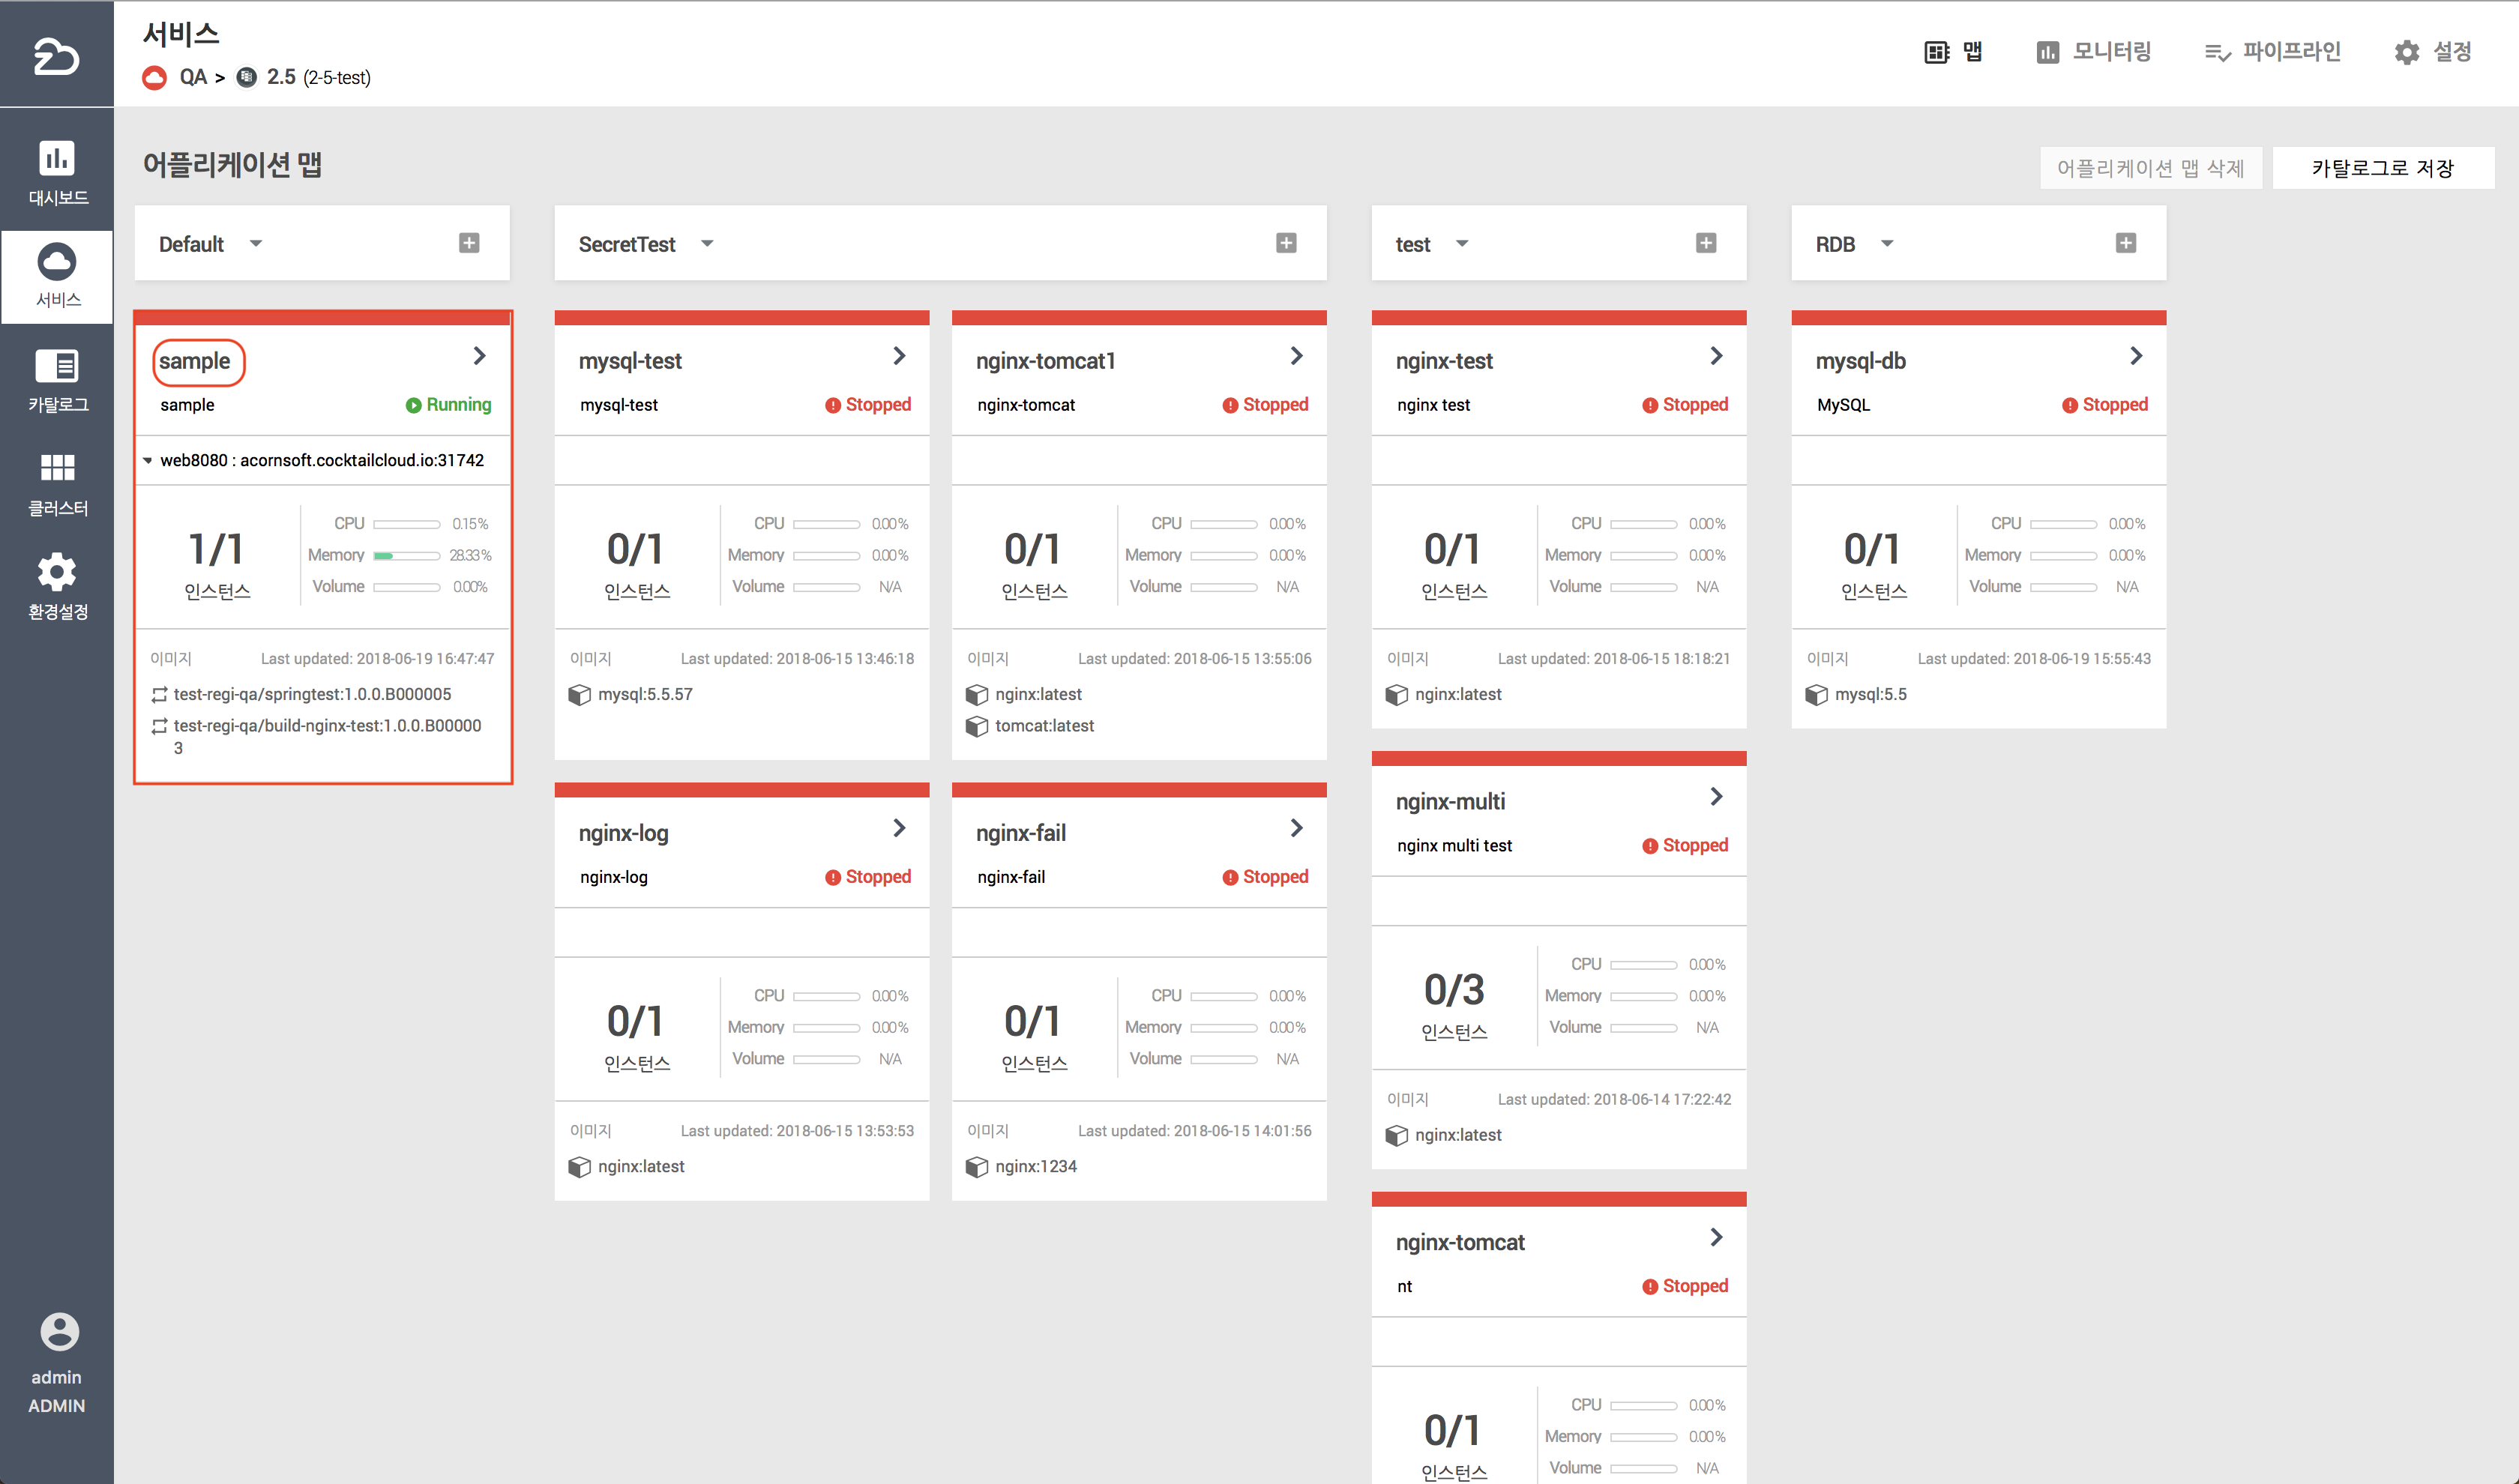 서비스
QA > 2.5 (2-5-test)
맵
모니터링
파이프라인
설정
대시보드
서비스
카탈로그
클러스터
환경설정
admin
ADMIN
어플리케이션 맵
어플리케이션 맵 삭제
카탈로그로 저장
Default
sample
sample
Running
web8080 : acornsoft.cocktailcloud.io:31742
1/1
인스턴스
CPU 0.15%
Memory 28.33%
Volume 0.00%
이미지 Last updated: 2018-06-19 16:47:47
test-regi-qa/springtest:1.0.0.B000005
test-regi-qa/build-nginx-test:1.0.0.B00000
3
SecretTest
mysql-test
mysql-test
Stopped
0/1
인스턴스
CPU 0.00%
Memory 0.00%
Volume N/A
이미지 Last updated: 2018-06-15 13:46:18
mysql:5.5.57
nginx-tomcat1
nginx-tomcat
Stopped
0/1
인스턴스
CPU 0.00%
Memory 0.00%
Volume N/A
이미지 Last updated: 2018-06-15 13:55:06
nginx:latest
tomcat:latest
nginx-log
nginx-log
Stopped
0/1
인스턴스
CPU 0.00%
Memory 0.00%
Volume N/A
이미지 Last updated: 2018-06-15 13:53:53
nginx:latest
nginx-fail
nginx-fail
Stopped
0/1
인스턴스
CPU 0.00%
Memory 0.00%
Volume N/A
이미지 Last updated: 2018-06-15 14:01:56
nginx:1234
test
nginx-test
nginx test
Stopped
0/1
인스턴스
CPU 0.00%
Memory 0.00%
Volume N/A
이미지 Last updated: 2018-06-15 18:18:21
nginx:latest
nginx-multi
nginx multi test
Stopped
0/3
인스턴스
CPU 0.00%
Memory 0.00%
Volume N/A
이미지 Last updated: 2018-06-14 17:22:42
nginx:latest
nginx-tomcat
nt
Stopped
0/1
인스턴스
CPU 0.00%
Memory 0.00%
Volume N/A
RDB
mysql-db
MySQL
Stopped
0/1
인스턴스
CPU 0.00%
Memory 0.00%
Volume N/A
이미지 Last updated: 2018-06-19 15:55:43
mysql:5.5